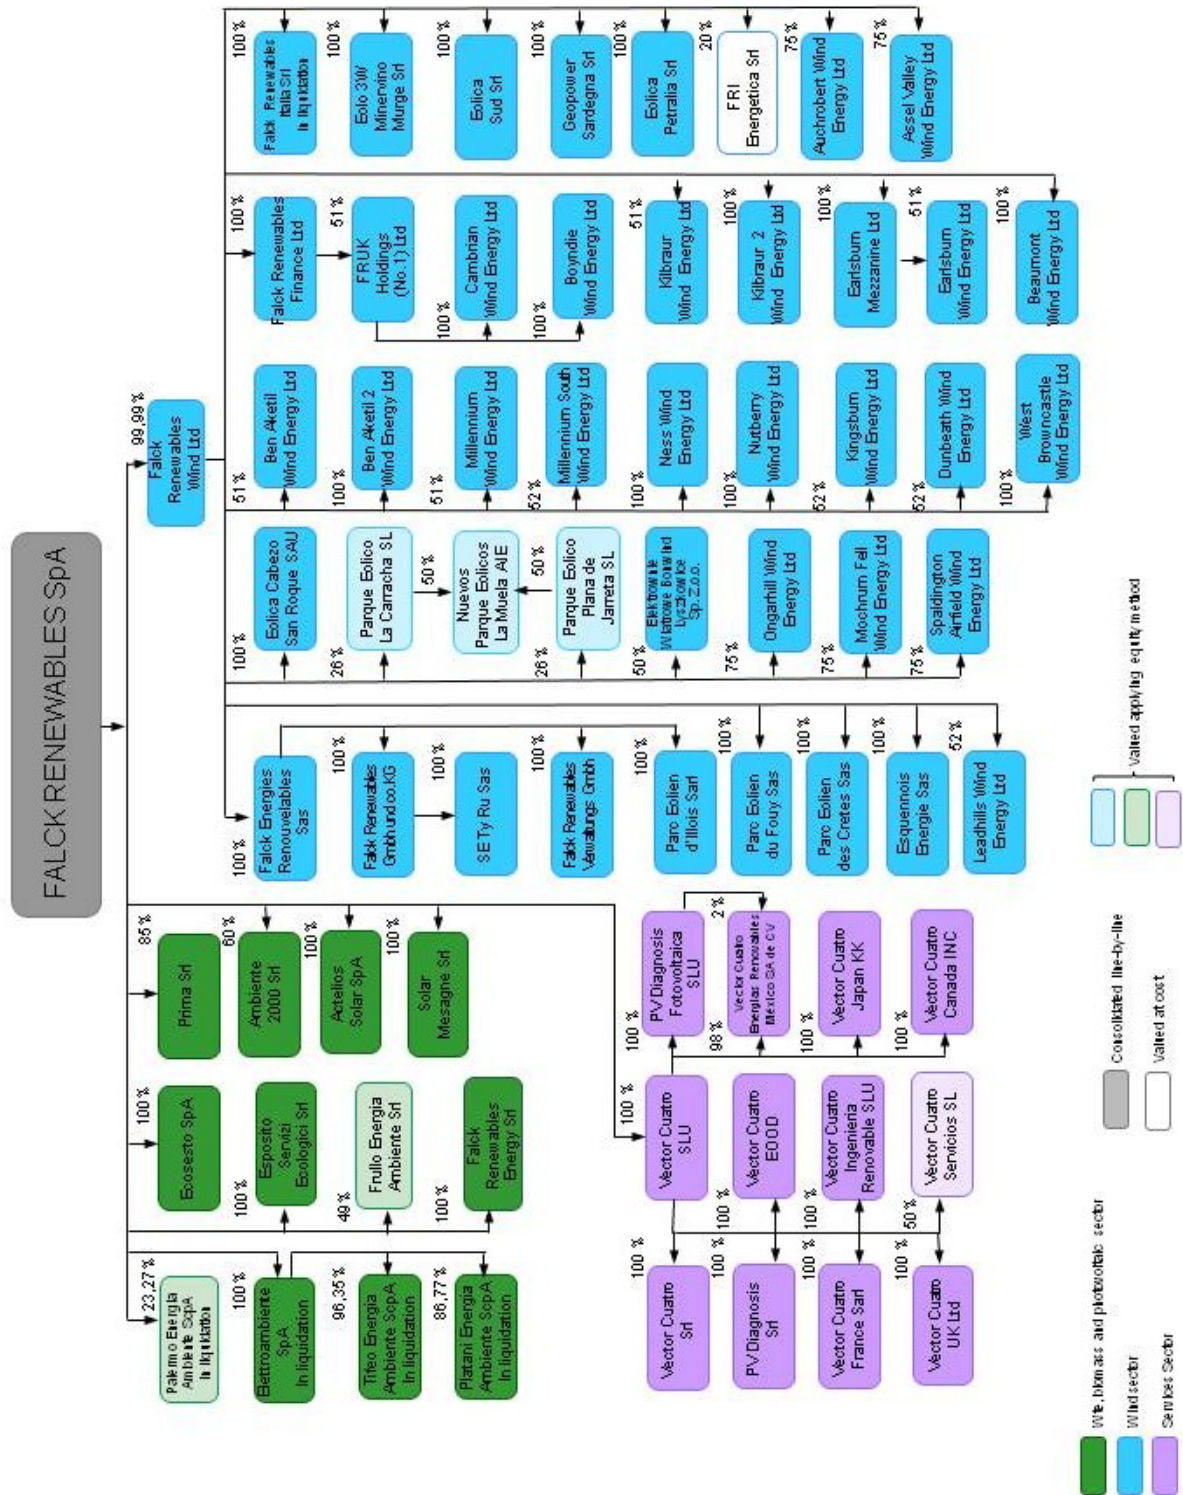 FALCK RENEWABLES SpA
23,27%
Palermo Energia
Ambiente ScpA
In liquidation
100 %
Elettroambiente
SpA
In liquidation
96,35%
Tifeo Energia
Ambiente ScpA
In liquidation
86,77%
Platani Energia
Ambiente ScpA
In liquidation
100 %
Ecosesto SpA
100 %
Esposito
Servizi
Ecologici Srl
49%
Frullo Energia
Ambiente Srl
100 %
Falck
Renewables
Energy Srl
85%
Prima Srl
60%
Ambiente
2000 Srl
100 %
Actelios
Solar SpA
100 %
Solar
Mesagne Srl
100 %
Vector Cuatro
SLU
100 %
Vector Cuatro
Srl
100 %
PV Diagnosis
Srl
100 %
Vector Cuatro
France Sarl
100 %
Vector Cuatro
UK Ltd
100 %
Vector Cuatro
EOOD
100 %
Vector Cuatro
Ingenieria
Renovable SLU
50 %
Vector Cuatro
Servicios SL
100 %
PV Diagnosis
Fotovoltaica
SLU
98%
2%
Vector Cuatro
Energias Renovables
Mexico SA de CV
100 %
Vector Cuatro
Japan KK
100 %
Vector Cuatro
Canada INC
99,99%
Falck
Renewables
Wind Ltd
100 %
Falck Energies
Renouvelables
Sas
100 %
Falck Renewables
Gmbh und co.KG
100 %
SETy Ru Sas
100 %
Falck Renewables
Verwaltungs Gmbh
100 %
Parc Eolien
d'Illois Sarl
100 %
Parc Eolien
du Fouy Sas
100 %
Parc Eolien
des Cretes Sas
100 %
Esquennois
Energie Sas
52%
Leadhills Wind
Energy Ltd
100 %
Eolica Cabezo
San Roque SAU
26%
Parque Eolico
La Carracha SL
50 %
Nuevos
Parque Eolicos
La Muela AIE
50 %
26%
Parque Eolico
Plana de
Jarreta SL
50%
Elektrownie
Wiatrowe Bonwind
Łyszkowice
Sp.Z.o.o.
75%
Ongarhill Wind
Energy Ltd
75%
Mochrum Fell
Wind Energy Ltd
75%
Spaldington
Airfield Wind
Energy Ltd
51%
Ben Aketil
Wind Energy Ltd
100%
Ben Aketil 2
Wind Energy Ltd
51%
Millennium
Wind Energy Ltd
52%
Millennium South
Wind Energy Ltd
100%
Ness Wind
Energy Ltd
100%
Nutberry
Wind Energy Ltd
52%
Kingsburn
Wind Energy Ltd
52%
Dunbeath Wind
Energy Ltd
100%
West
Browncastle
Wind Energy Ltd
100%
Falck Renewables
Finance Ltd
51%
FRUK
Holdings
(No.1) Ltd
100%
Cambrian
Wind Energy Ltd
100%
Boyndie
Wind Energy Ltd
51%
Kilbraur
Wind Energy Ltd
100%
Kilbraur 2
Wind Energy Ltd
100%
Earlsburn
Mezzanine Ltd
51%
Earlsburn
Wind Energy Ltd
100%
Beaumont
Wind Energy Ltd
100%
Falck Renewables
Italia Srl
In liquidation
100%
Eolo 3W
Minervino
Murge Srl
100%
Eolica
Sud Srl
100%
Geopower
Sardegna Srl
100%
Eolica
Petralia Srl
20%
FRI
Energetica Srl
75%
Auchrobert Wind
Energy Ltd
75%
Assel Valley
Wind Energy Ltd
Wte, biomass and photovoltaic sector
Wind sector
Services Sector
Consolidated line-by-line
Valued at cost
Valued applying equity method